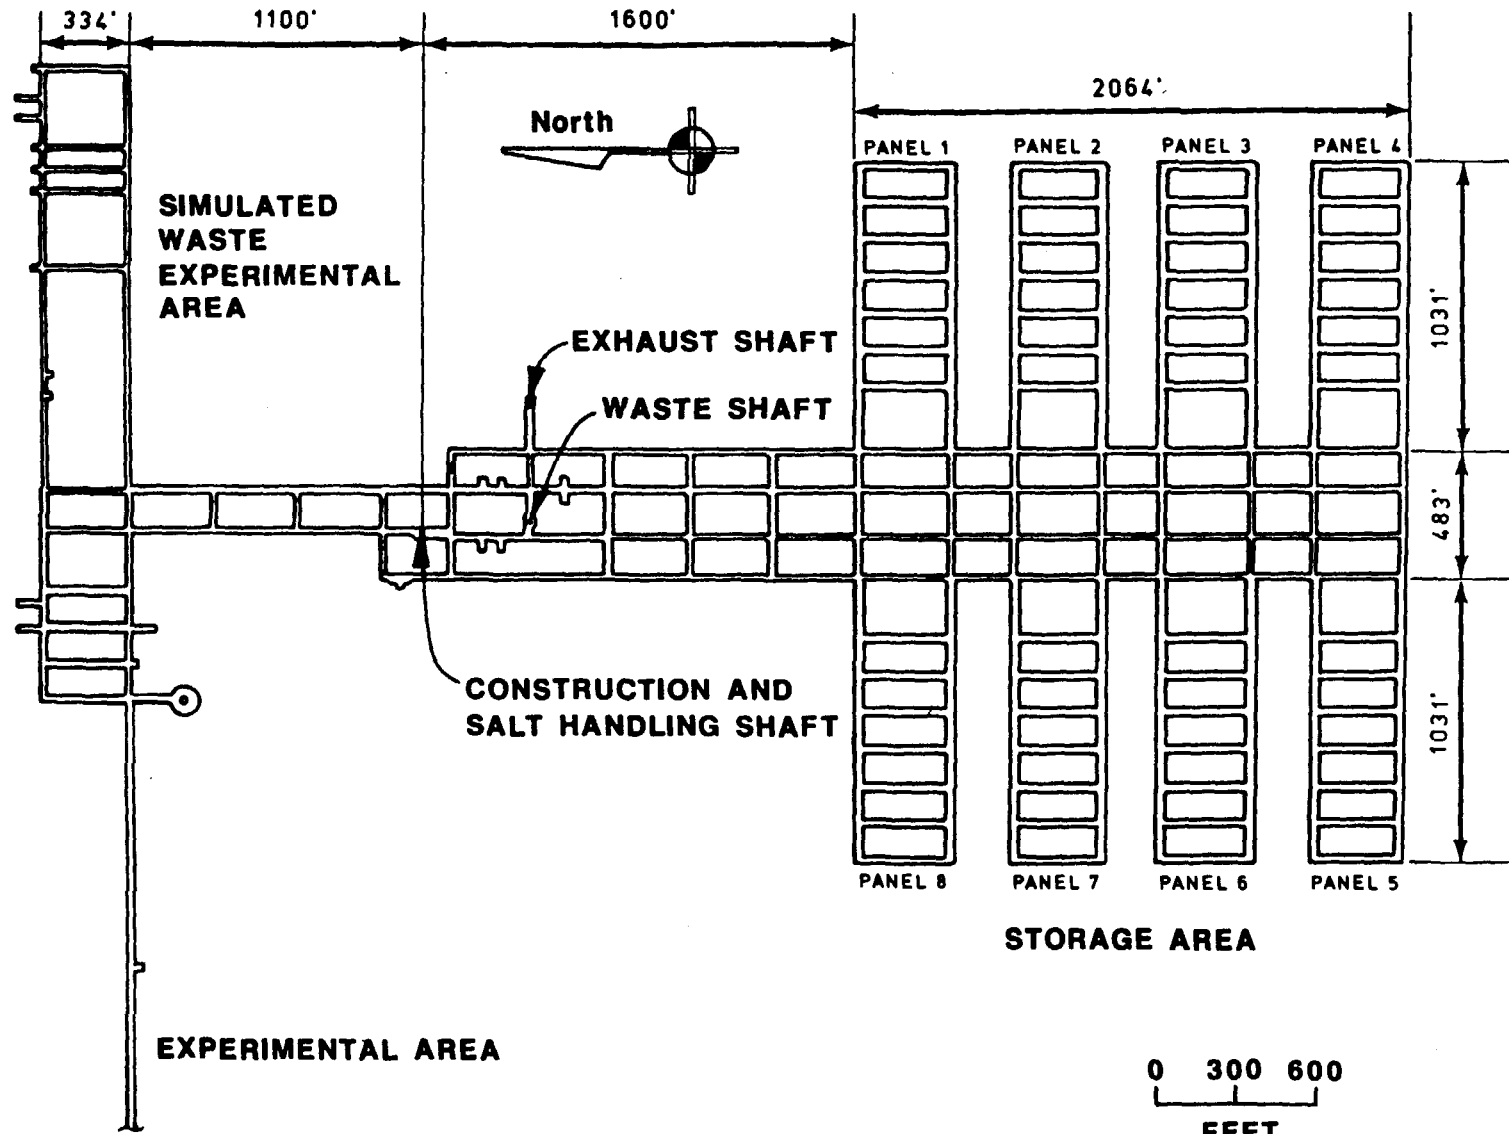 334'
1100'
1600'
2064'
North
PANEL 1
PANEL 2
PANEL 3
PANEL 4
SIMULATED
WASTE
EXPERIMENTAL
AREA
EXHAUST SHAFT
WASTE SHAFT
1031'
483'
1031'
CONSTRUCTION AND
SALT HANDLING SHAFT
PANEL 8
PANEL 7
PANEL 6
PANEL 5
STORAGE AREA
EXPERIMENTAL AREA
0 300 600
FEET